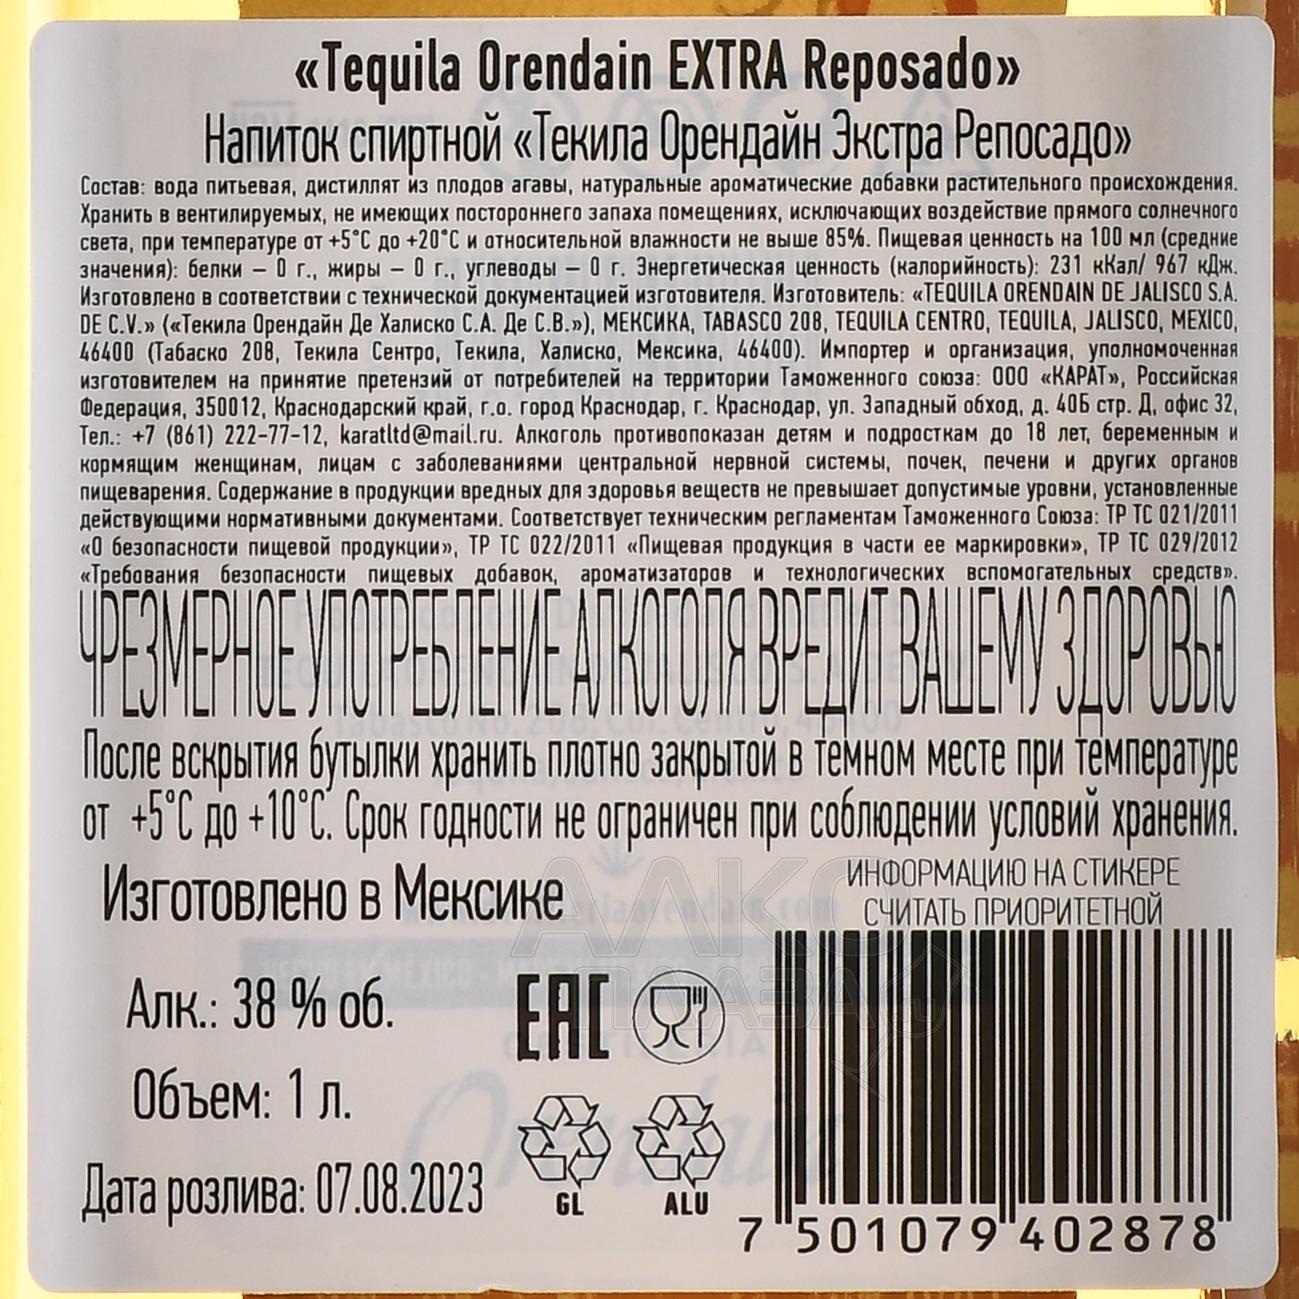 «Tequila Orendain EXTRA Reposado»
Напиток спиртной «Текила Орендайн Экстра Репосадо»
Состав: вода питьевая, дистиллят из плодов агавы, натуральные ароматические добавки растительного происхождения.
Хранить в вентилируемых, не имеющих постороннего запаха помещениях, исключающих воздействие прямого солнечного
света, при температуре от +5°С до +20°С и относительной влажности не выше 85%. Пищевая ценность на 100 мл (средние
значения): белки – 0 г., жиры – 0 г., углеводы – 0 г. Энергетическая ценность (калорийность): 231 кКал/ 967 кДж.
Изготовлено в соответствии с технической документацией изготовителя. Изготовитель: «TEQUILA ORENDAIN DE JALISCO S.A.
DE C.V.» («Текила Орендайн Де Халиско С.А. Де С.В.»), МЕКСИКА, TABASCO 208, TEQUILA CENTRO, TEQUILA, JALISCO, MEXICO,
46400 (Табаско 208, Текила Сентро, Текила, Халиско, Мексика, 46400). Импортер и организация, уполномоченная
изготовителем на принятие претензий от потребителей на территории Таможенного союза: ООО «КАРАТ», Российская
Федерация, 350012, Краснодарский край, г.о. город Краснодар, г. Краснодар, ул. Западный обход, д. 40Б стр. Д, офис 32,
Тел.: +7 (861) 222-77-12, karatltd@mail.ru. Алкоголь противопоказан детям и подросткам до 18 лет, беременным и
кормящим женщинам, лицам с заболеваниями центральной нервной системы, почек, печени и других органов
пищеварения. Содержание в продукции вредных для здоровья веществ не превышает допустимые уровни, установленные
действующими нормативными документами. Соответствует техническим регламентам Таможенного Союза: ТР ТС 021/2011
«О безопасности пищевой продукции», ТР ТС 022/2011 «Пищевая продукция в части ее маркировки», ТР ТС 029/2012
«Требования безопасности пищевых добавок, ароматизаторов и технологических вспомогательных средств».
ЧРЕЗМЕРНОЕ УПОТРЕБЛЕНИЕ АЛКОГОЛЯ ВРЕДИТ ВАШЕМУ ЗДОРОВЬЮ
После вскрытия бутылки хранить плотно закрытой в темном месте при температуре
от +5°С до +10°С. Срок годности не ограничен при соблюдении условий хранения.
Изготовлено в Мексике
ИНФОРМАЦИЮ НА СТИКЕРЕ
СЧИТАТЬ ПРИОРИТЕТНОЙ
АЛКО
ПЛАЗА
Алк.: 38 % об.
EAC
Объем: 1 л.
GL ALU
Дата розлива: 07.08.2023
7 501079 402878